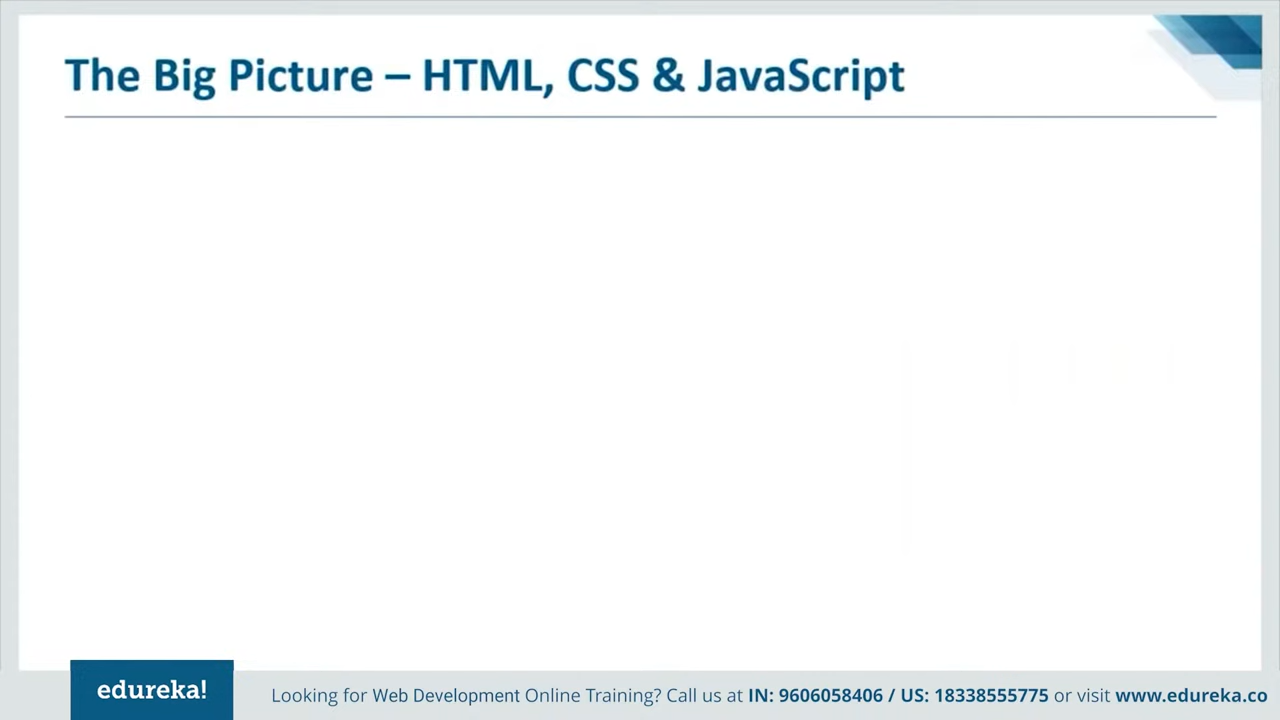 The Big Picture – HTML, CSS & JavaScript
edureka!
Looking for Web Development Online Training? Call us at IN: 9606058406 / US: 18338555775 or visit www.edureka.co